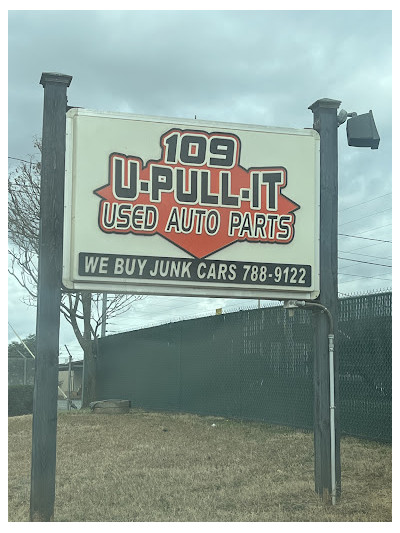 109
U-PULL-IT
USED AUTO PARTS
WE BUY JUNK CARS 788-9122